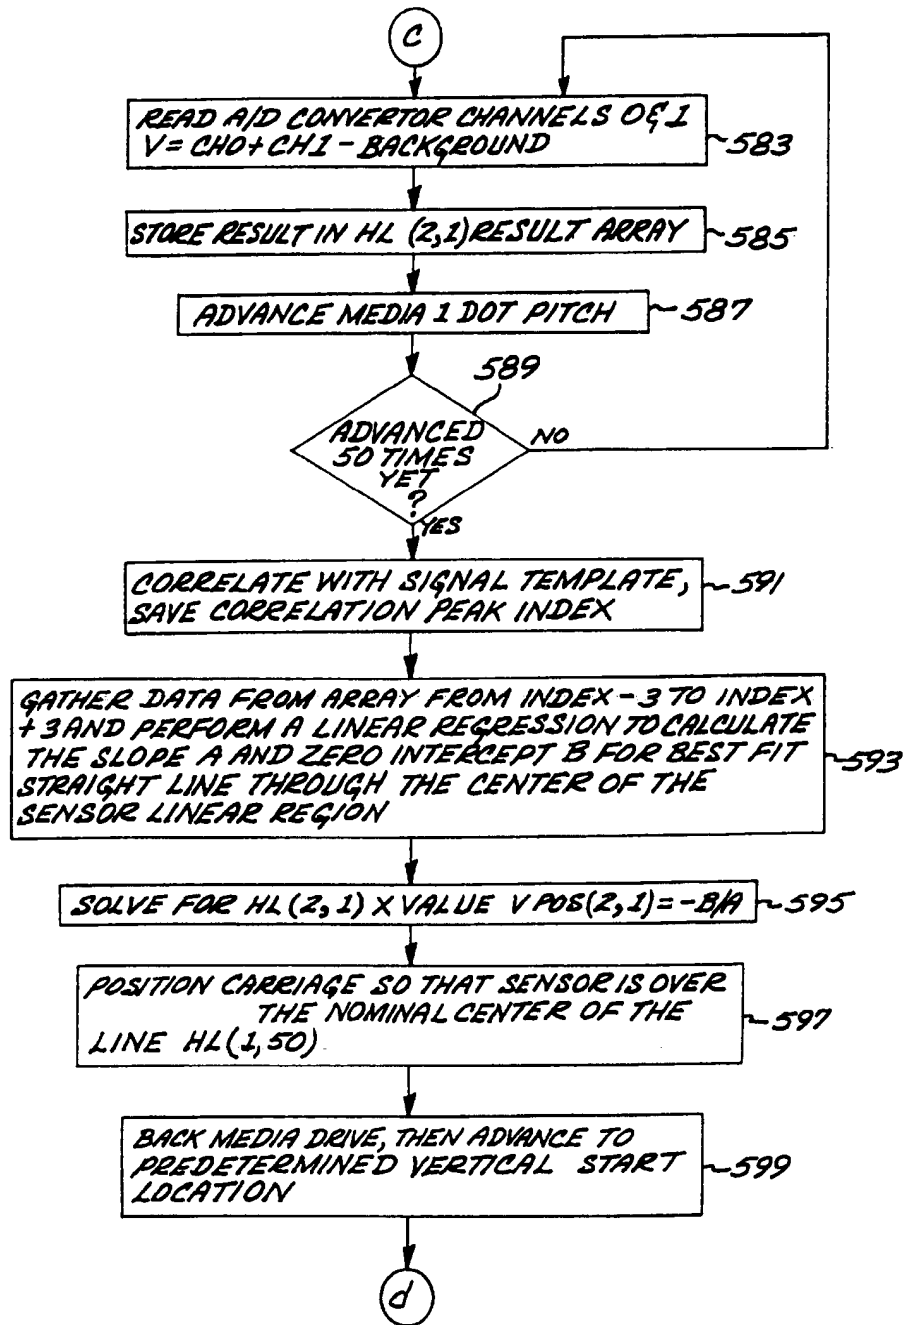 C
READ A/D CONVERTOR CHANNELS 0 & 1
V = CH0 + CH1 - BACKGROUND
583
STORE RESULT IN HL (2,1) RESULT ARRAY
585
ADVANCE MEDIA 1 DOT PITCH
587
589
ADVANCED
50 TIMES
YET
?
NO
YES
CORRELATE WITH SIGNAL TEMPLATE,
SAVE CORRELATION PEAK INDEX
591
GATHER DATA FROM ARRAY FROM INDEX - 3 TO INDEX
+ 3 AND PERFORM A LINEAR REGRESSION TO CALCULATE
THE SLOPE A AND ZERO INTERCEPT B FOR BEST FIT
STRAIGHT LINE THROUGH THE CENTER OF THE
SENSOR LINEAR REGION
593
SOLVE FOR HL(2,1) X VALUE V POS(2,1) = -B/A
595
POSITION CARRIAGE SO THAT SENSOR IS OVER
THE NOMINAL CENTER OF THE
LINE HL(1,50)
597
BACK MEDIA DRIVE, THEN ADVANCE TO
PREDETERMINED VERTICAL START
LOCATION
599
d